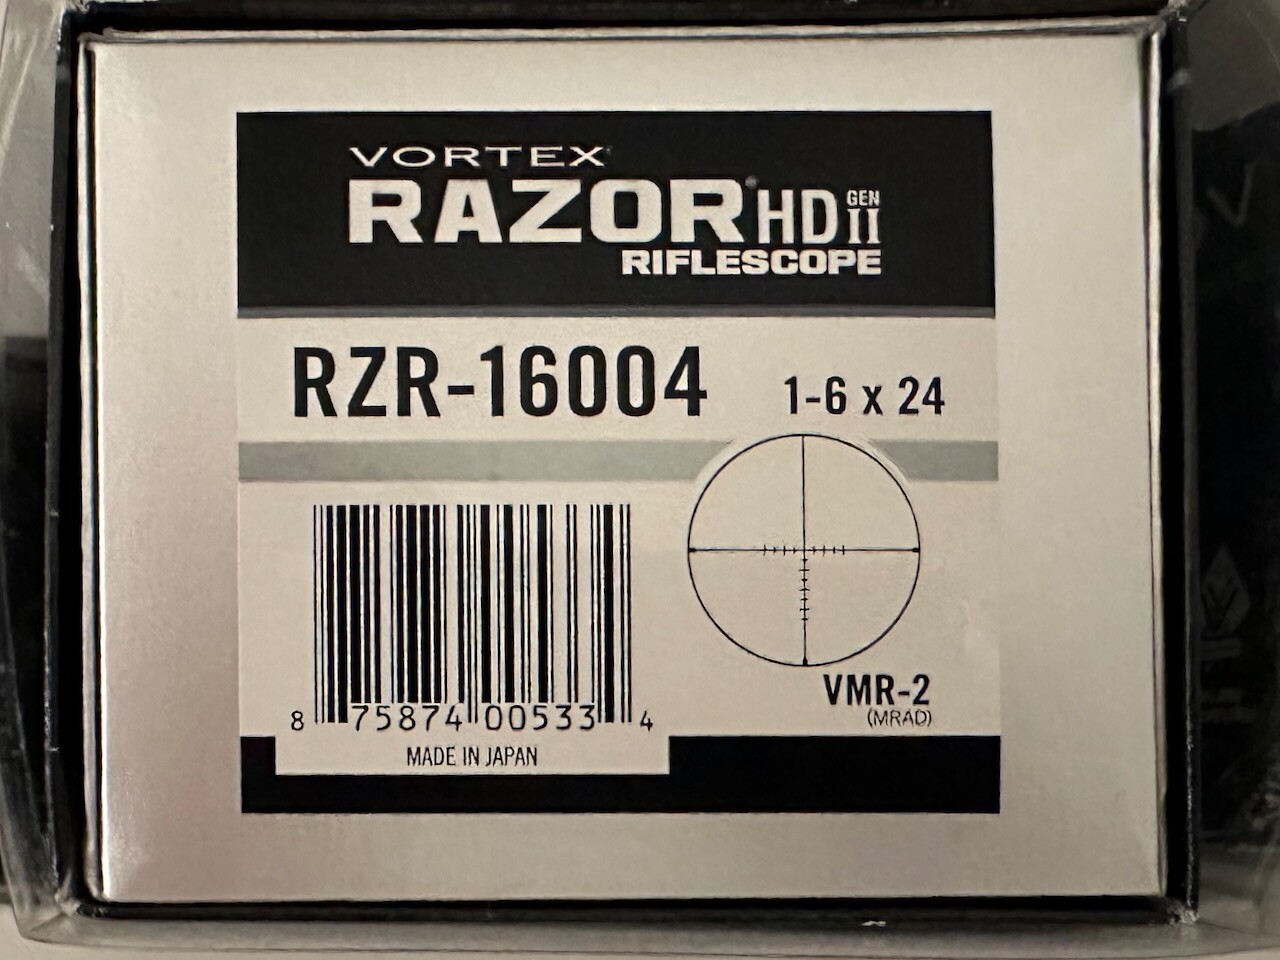 VORTEX
RAZOR HD GEN II
RIFLESCOPE
RZR-16004 1-6 x 24
8 75874 00533 4
VMR-2
(MRAD)
MADE IN JAPAN